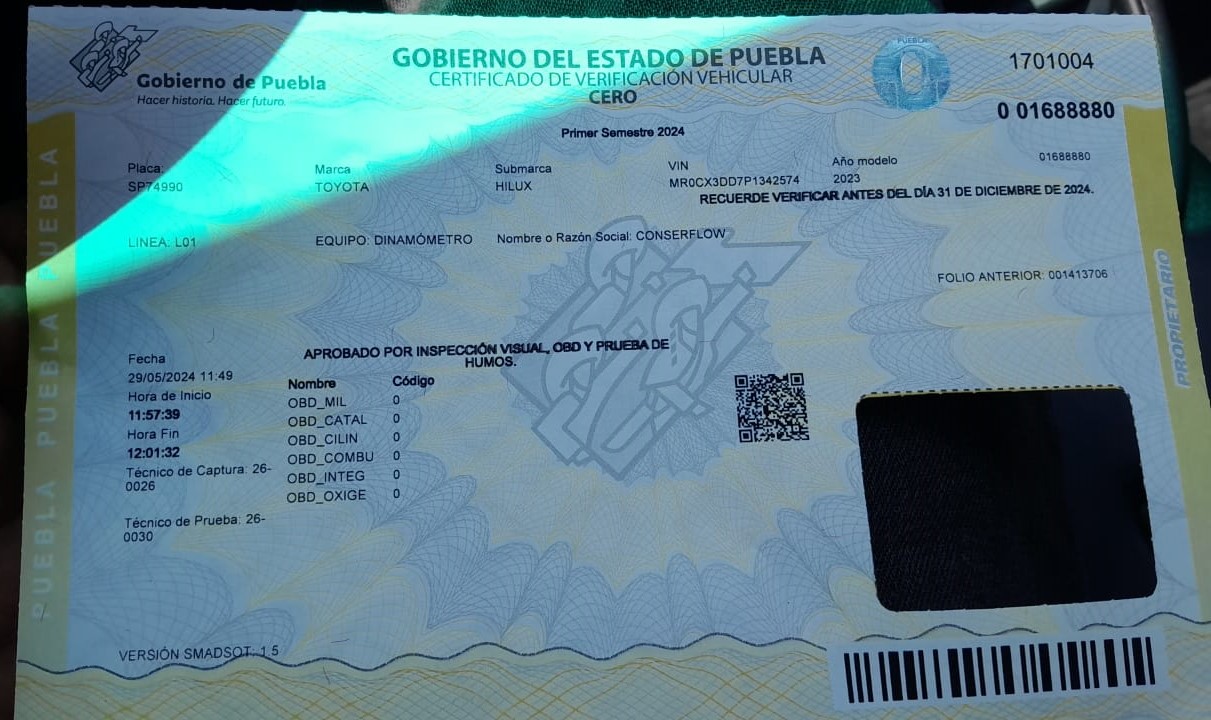 Gobierno de Puebla
Hacer historia. Hacer futuro.
GOBIERNO DEL ESTADO DE PUEBLA
CERTIFICADO DE VERIFICACIÓN VEHICULAR
CERO
PUEBLA
0
1701004
0 01688880
Primer Semestre 2024
Placa:
SP74990
Marca
TOYOTA
Submarca
HILUX
VIN
MR0CX3DD7P1342574
Año modelo
2023
01688880
RECUERDE VERIFICAR ANTES DEL DÍA 31 DE DICIEMBRE DE 2024.
LINEA: L01
EQUIPO: DINAMÓMETRO
Nombre o Razón Social: CONSERFLOW
FOLIO ANTERIOR: 001413706
Fecha
29/05/2024 11:49
Hora de Inicio
11:57:39
Hora Fin
12:01:32
Técnico de Captura: 26-
0026
Técnico de Prueba: 26-
0030
APROBADO POR INSPECCIÓN VISUAL, OBD Y PRUEBA DE
HUMOS.
Nombre Código
OBD_MIL 0
OBD_CATAL 0
OBD_CILIN 0
OBD_COMBU 0
OBD_INTEG 0
OBD_OXIGE 0
VERSIÓN SMADSOT: 1.5
PUEBLA PUEBLA PUEBLA
PROPIETARIO